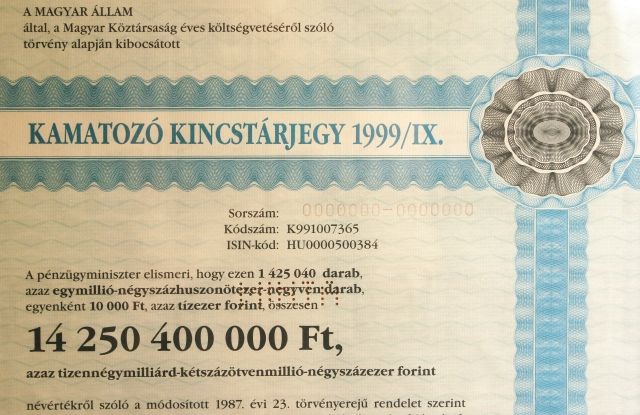 A MAGYAR ÁLLAM
által, a Magyar Köztársaság éves költségvetéséről szóló
törvény alapján kibocsátott
KAMATOZÓ KINCSTÁRJEGY 1999/IX.
Sorszám: 0000000-0000000
Kódszám: K991007365
ISIN-kód: HU0000500384
A pénzügyminiszter elismeri, hogy ezen 1 425 040 darab,
azaz egymillió-négyszázhuszonötezer-negyven darab,
egyenként 10 000 Ft, azaz tízezer forint, összesen
14 250 400 000 Ft,
azaz tizennégymilliárd-kétszázötvenmillió-négyszázezer forint
névértékről szóló a módosított 1987. évi 23. törvényerejű rendelet szerint